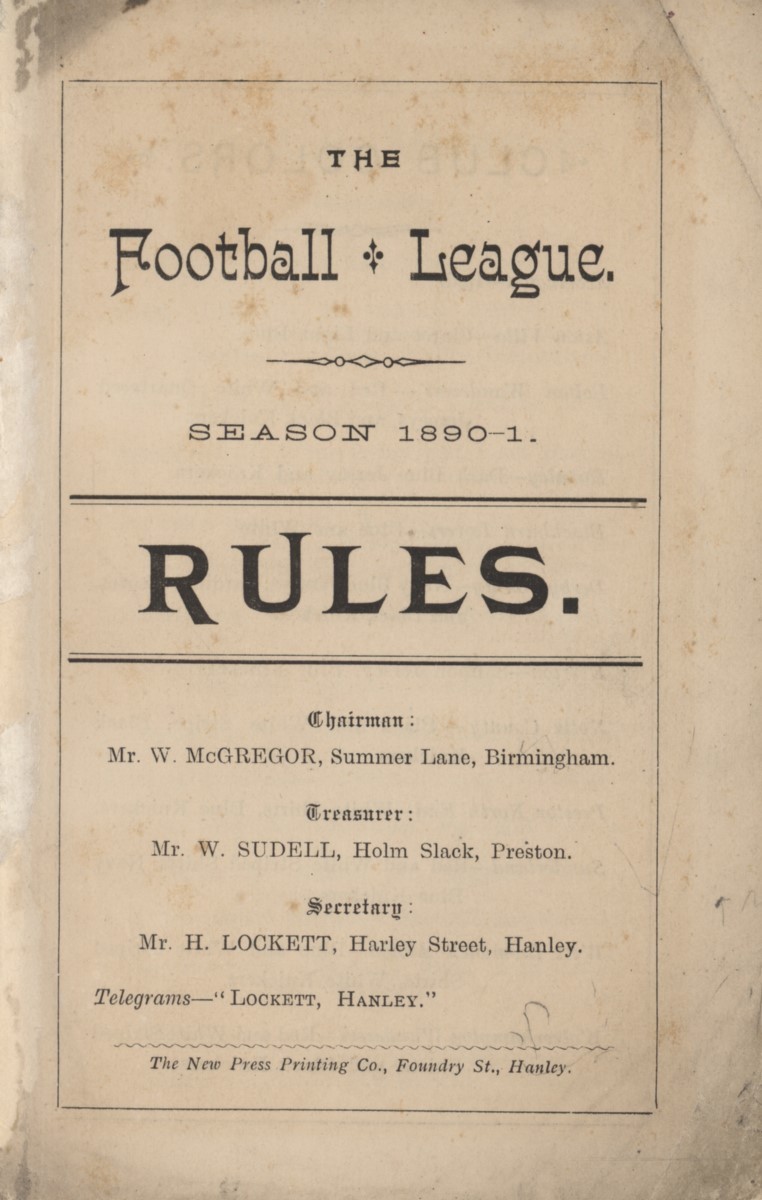 THE
Football League.
SEASON 1890-1.
RULES.
Chairman:
Mr. W. McGREGOR, Summer Lane, Birmingham.
Treasurer:
Mr. W. SUDELL, Holm Slack, Preston.
Secretary:
Mr. H. LOCKETT, Harley Street, Hanley.
Telegrams—"LOCKETT, HANLEY."
The New Press Printing Co., Foundry St., Hanley.